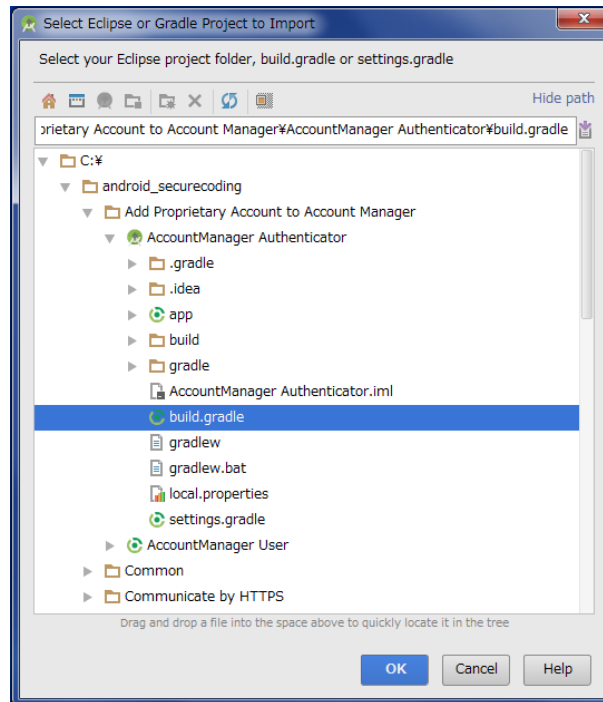 Select Eclipse or Gradle Project to Import
Select your Eclipse project folder, build.gradle or settings.gradle
Hide path
prietary Account to Account Manager¥AccountManager Authenticator¥build.gradle
C:¥
android_securecoding
Add Proprietary Account to Account Manager
AccountManager Authenticator
.gradle
.idea
app
build
gradle
AccountManager Authenticator.iml
build.gradle
gradlew
gradlew.bat
local.properties
settings.gradle
AccountManager User
Common
Communicate by HTTPS
Drag and drop a file into the space above to quickly locate it in the tree
OK Cancel Help